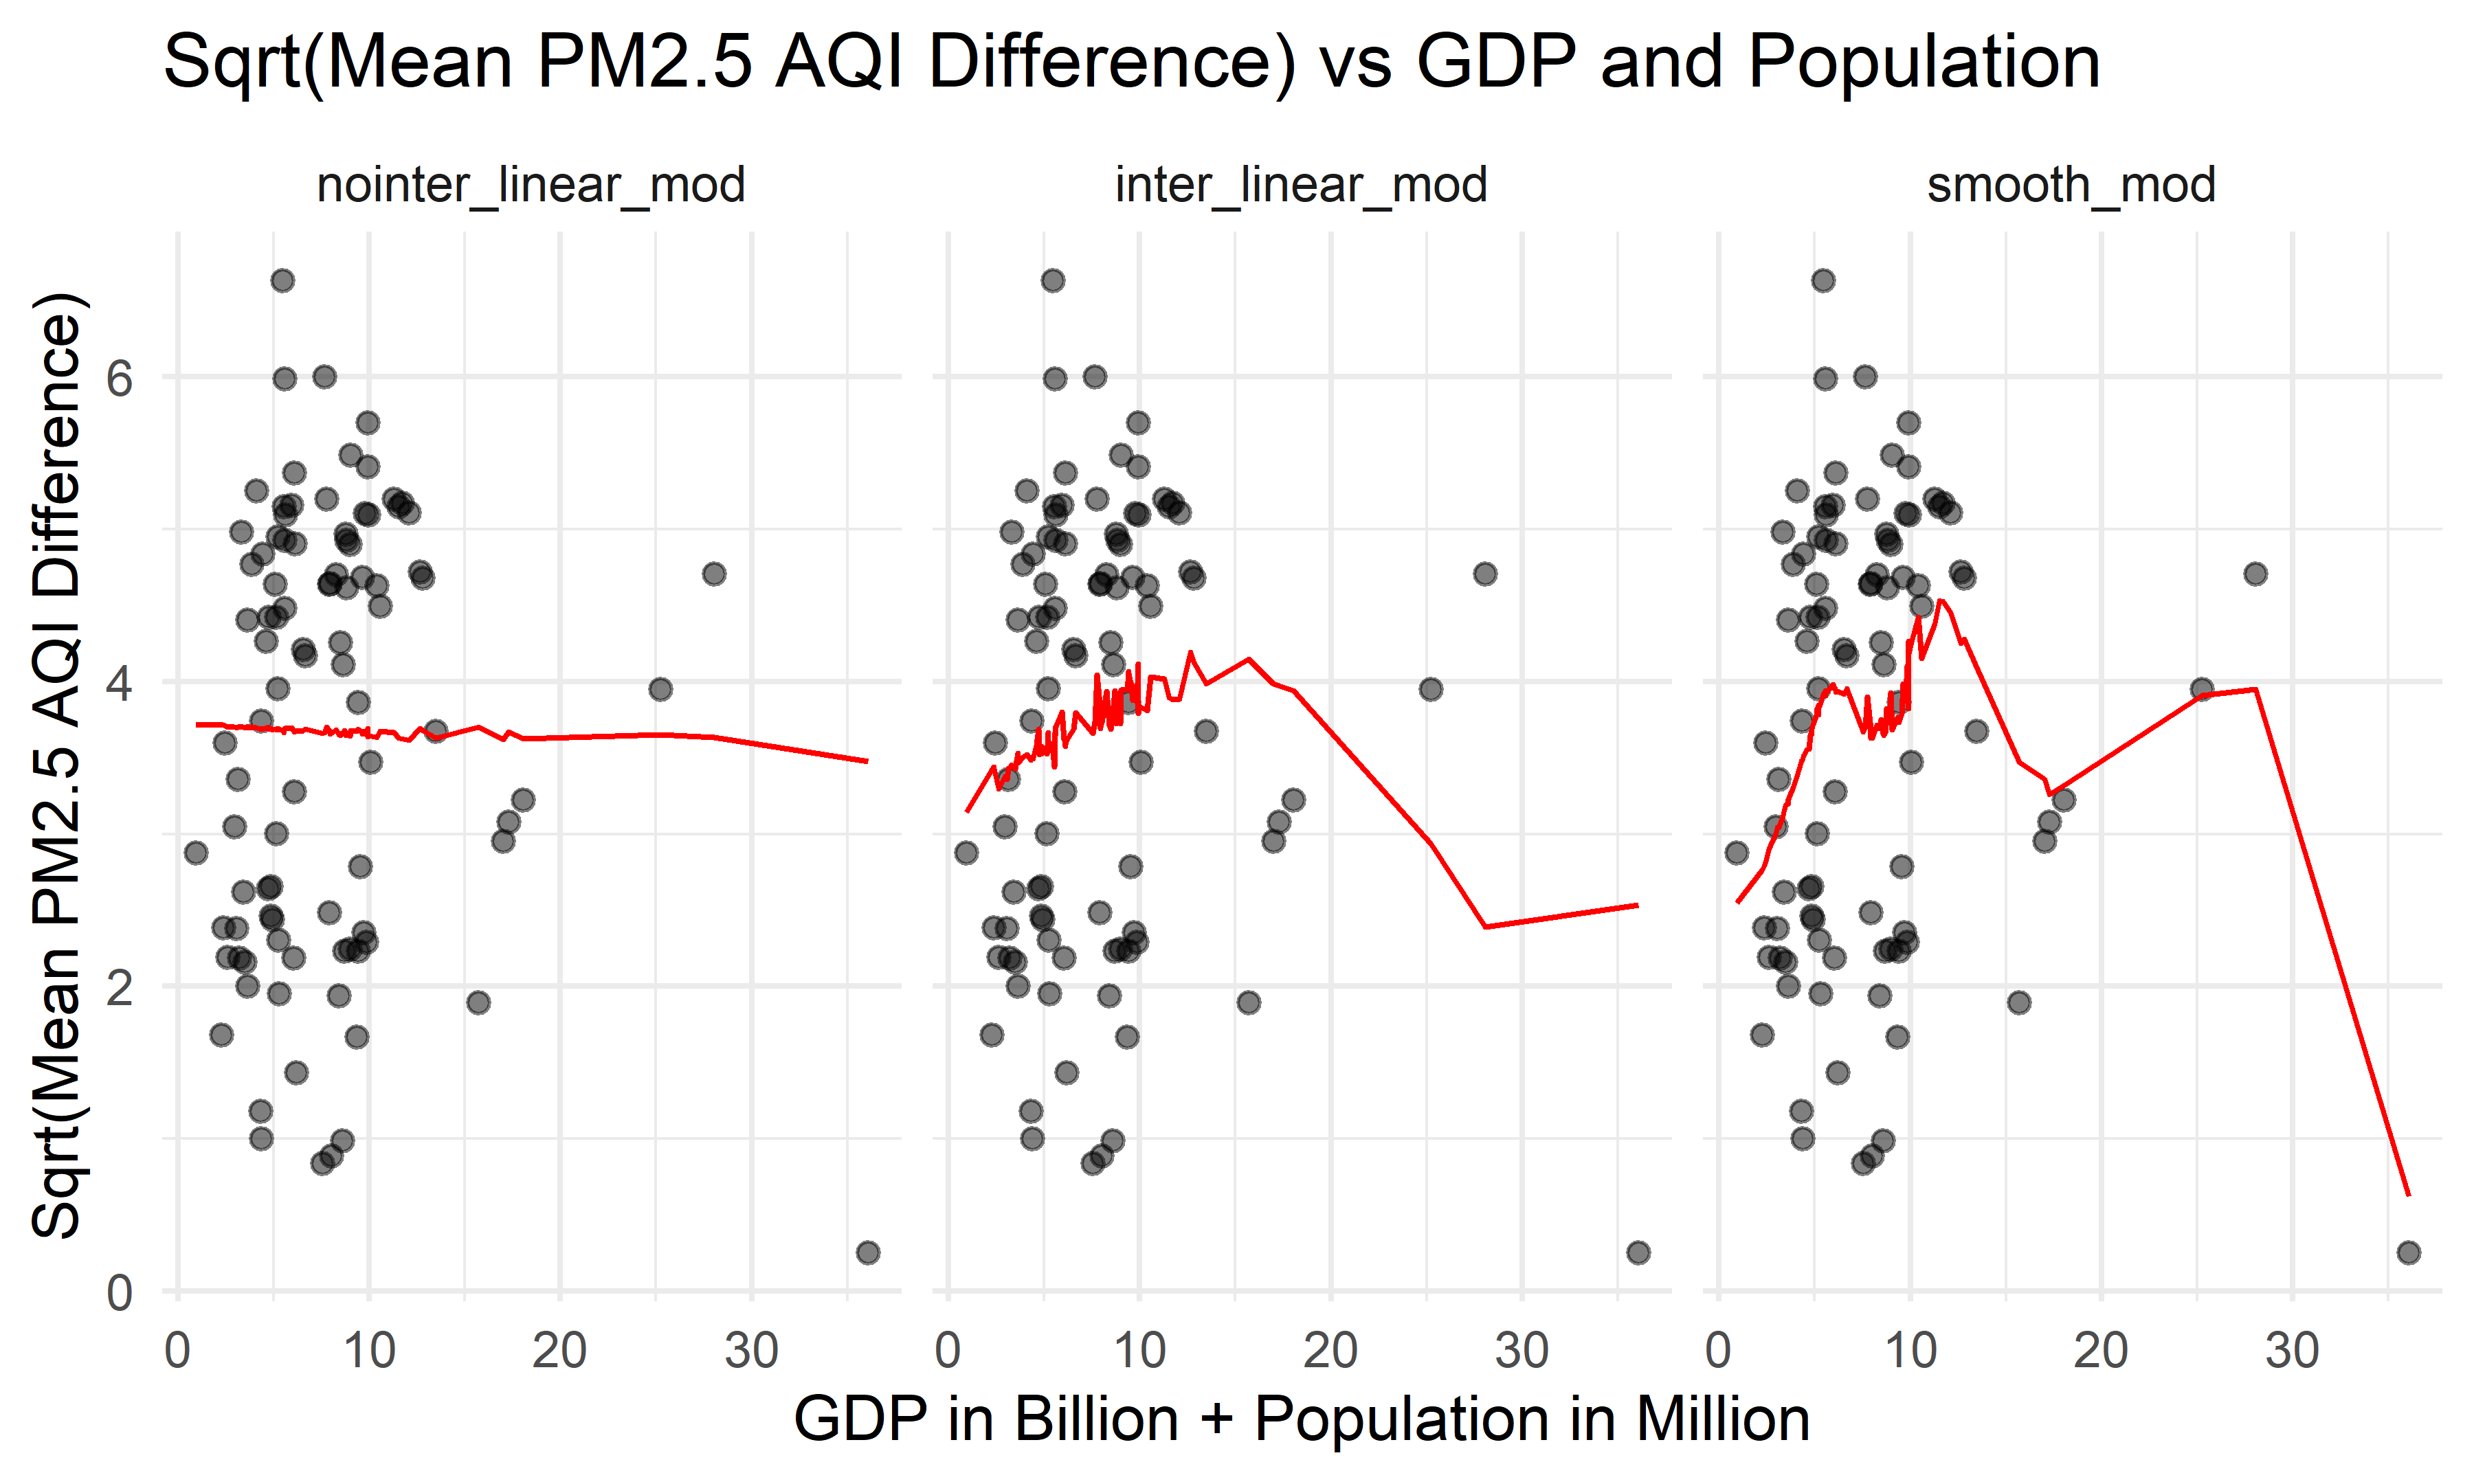 Sqrt(Mean PM2.5 AQI Difference) vs GDP and Population
nointer_linear_mod
inter_linear_mod
smooth_mod
Sqrt(Mean PM2.5 AQI Difference)
6
4
2
0
0 10 20 30
0 10 20 30
0 10 20 30
GDP in Billion + Population in Million